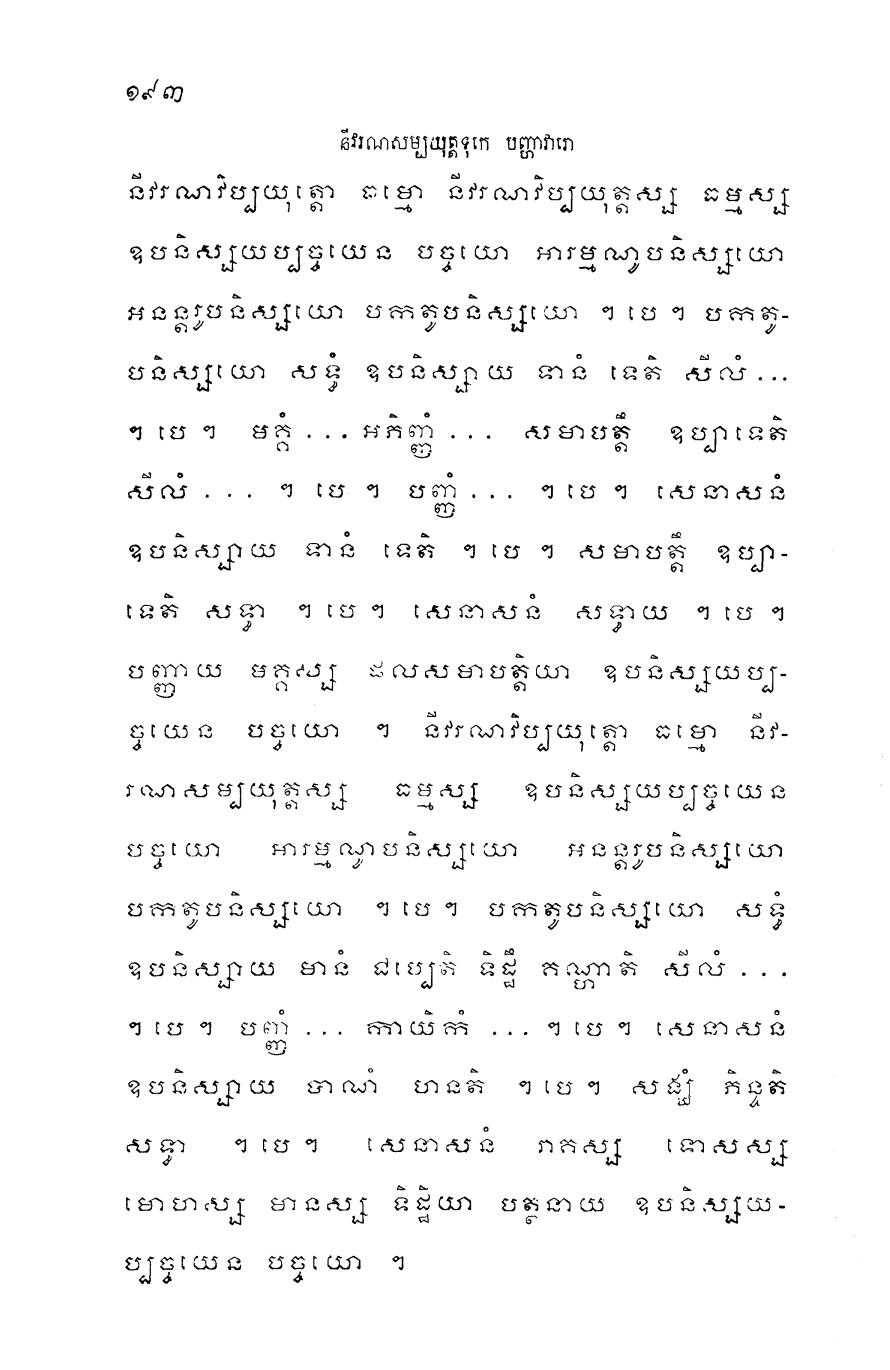 ១៩៣
នីវរណសម្បយុត្តទុកេ បញ្ហាវារោ
នីវរណវិប្បយុត្តោ ធម្មោ នីវរណវិប្បយុត្តស្ស ធម្មស្ស
ឧបនិស្សយប្បច្ចយេន បច្ចយោ អារម្មណូបនិស្សយោ
អនន្តរូបនិស្សយោ បកតូបនិស្សយោ ។ បេ ។ បកតូ-
បនិស្សយោ សទ្ធំ ឧបនិស្សាយ ទានំ ទេតិ សីលំ...
។ បេ ។ មគ្គំ ... អភិញ្ញំ ... សមាបត្តឹ ឧប្បាទេតិ
សីលំ ... ។ បេ ។ បញ្ញំ ... ។ បេ ។ សេនាសនំ
ឧបនិស្សាយ ទានំ ទេតិ ។ បេ ។ សមាបត្តឹ ឧប្បា-
ទេតិ សទ្ធា ។ បេ ។ សេនាសនំ សទ្ធាយ ។ បេ ។
បញ្ញាយ មគ្គស្ស ផលសមាបត្តិយា ឧបនិស្សយប្ប-
ច្ចយេន បច្ចយោ ។ នីវរណវិប្បយុត្តោ ធម្មោ នីវ-
រណសម្បយុត្តស្ស ធម្មស្ស ឧបនិស្សយប្បច្ចយេន
បច្ចយោ អារម្មណូបនិស្សយោ អនន្តរូបនិស្សយោ
បកតូបនិស្សយោ ។ បេ ។ បកតូបនិស្សយោ សទ្ធំ
ឧបនិស្សាយ មានំ ជប្បេតិ ទិដ្ឋឹ គណ្ហាតិ សីលំ ...
។ បេ ។ បញ្ញំ ... កាយិកំ ... ។ បេ ។ សេនាសនំ
ឧបនិស្សាយ បាណំ ហនតិ ។ បេ ។ សង្ឃំ ភិន្ទតិ
សទ្ធា ។ បេ ។ សេនាសនំ រាគស្ស ទោសស្ស
មោហស្ស មានស្ស ទិដ្ឋិយា បត្ថនាយ ឧបនិស្សយ-
ប្បច្ចយេន បច្ចយោ ។